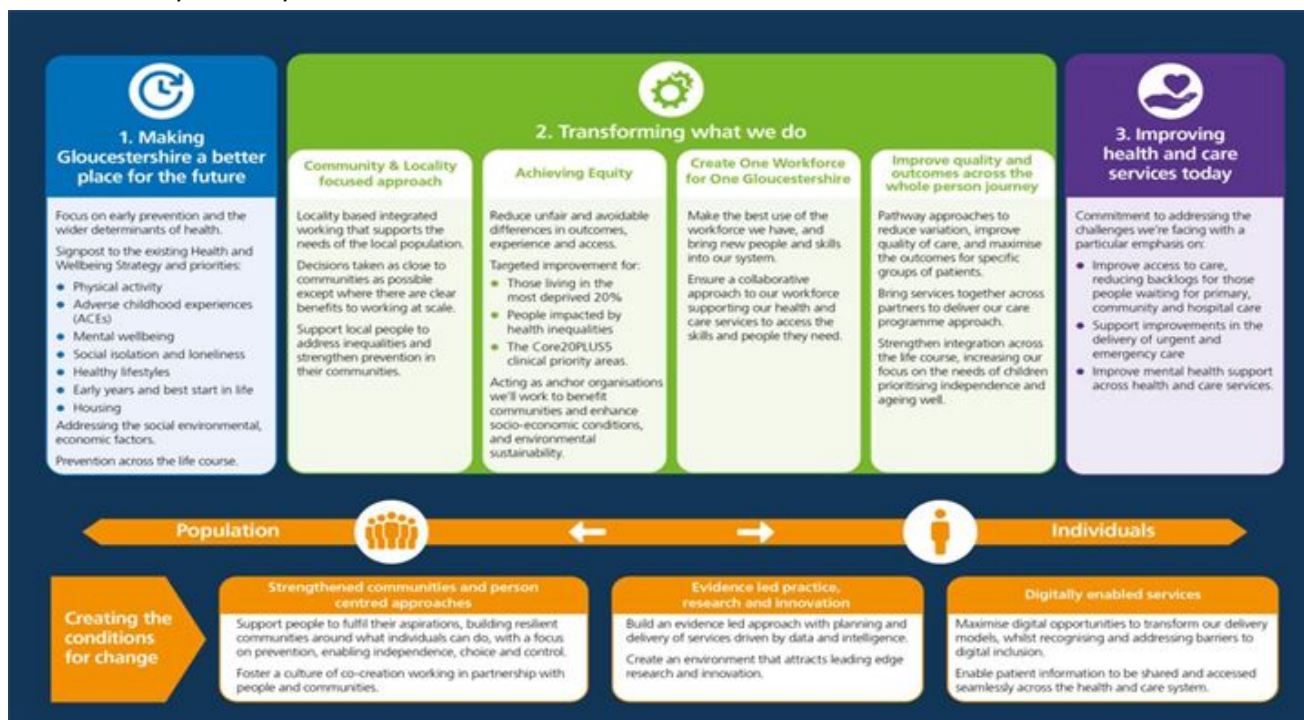 1. Making
Gloucestershire a better
place for the future
Focus on early prevention and the
wider determinants of health.
Signpost to the existing Health and
Wellbeing Strategy and priorities:
Physical activity
Adverse childhood experiences
(ACEs)
Mental wellbeing
Social isolation and loneliness
Healthy lifestyles
Early years and best start in life
Housing
Addressing the social environmental,
economic factors.
Prevention across the life course.
2. Transforming what we do
Community & Locality
focused approach
Locality based integrated
working that supports the
needs of the local population.
Decisions taken as close to
communities as possible
except where there are clear
benefits to working at scale.
Support local people to
address inequalities and
strengthen prevention in
their communities.
Achieving Equity
Reduce unfair and avoidable
differences in outcomes,
experience and access.
Targeted improvement for:
Those living in the
most deprived 20%
People impacted by
health inequalities
The Core20PLUS5
clinical priority areas.
Acting as anchor organisations
we'll work to benefit
communities and enhance
socio-economic conditions,
and environmental
sustainability.
Create One Workforce
for One Gloucestershire
Make the best use of the
workforce we have, and
bring new people and skills
into our system.
Ensure a collaborative
approach to our workforce
supporting our health and
care services to access the
skills and people they need.
Improve quality and
outcomes across the
whole person journey
Pathway approaches to
reduce variation, improve
quality of care, and maximise
the outcomes for specific
groups of patients.
Bring services together across
partners to deliver our care
programme approach.
Strengthen integration across
the life course, increasing our
focus on the needs of children
prioritising independence and
ageing well.
3. Improving
health and care
services today
Commitment to addressing the
challenges we're facing with a
particular emphasis on:
Improve access to care,
reducing backlogs for those
people waiting for primary,
community and hospital care
Support improvements in the
delivery of urgent and
emergency care
Improve mental health support
across health and care services.
Population
Individuals
Creating the
conditions
for change
Strengthened communities and person
centred approaches
Support people to fulfil their aspirations, building resilient
communities around what individuals can do, with a focus
on prevention, enabling independence, choice and control.
Foster a culture of co-creation working in partnership with
people and communities.
Evidence led practice,
research and innovation
Build an evidence led approach with planning and
delivery of services driven by data and intelligence.
Create an environment that attracts leading edge
research and innovation.
Digitally enabled services
Maximise digital opportunities to transform our delivery
models, whilst recognising and addressing barriers to
digital inclusion.
Enable patient information to be shared and accessed
seamlessly across the health and care system.